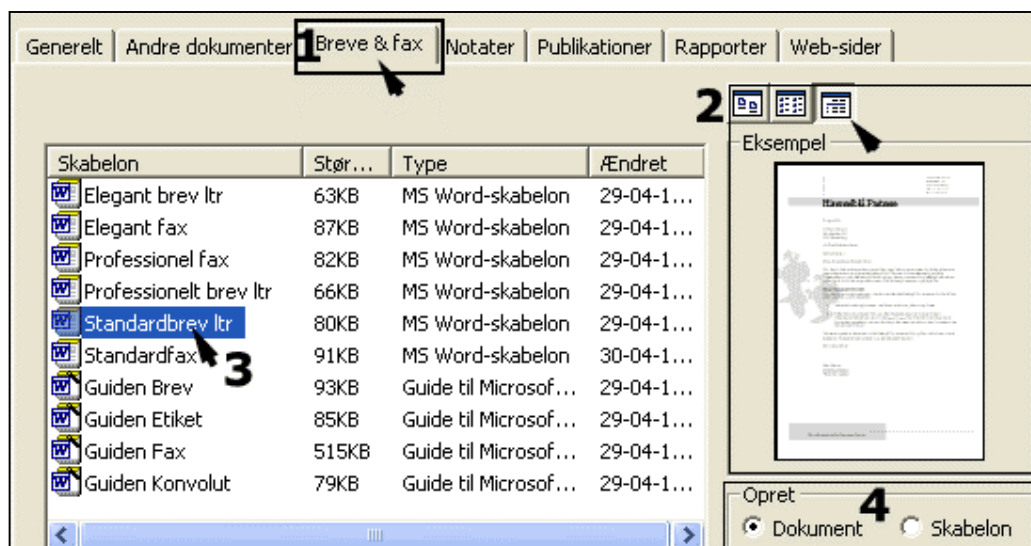 Generelt Andre dokumenter 1 Breve & fax Notater Publikationer Rapporter Web-sider
2
Eksempel
Skabelon Stør... Type Ændret
Elegant brev ltr 63KB MS Word-skabelon 29-04-1...
Elegant fax 87KB MS Word-skabelon 29-04-1...
Professionel fax 82KB MS Word-skabelon 29-04-1...
Professionelt brev ltr 66KB MS Word-skabelon 29-04-1...
Standardbrev ltr 80KB MS Word-skabelon 29-04-1...
Standardfax 91KB MS Word-skabelon 30-04-1...
3
Guiden Brev 93KB Guide til Microsof... 29-04-1...
Guiden Etiket 85KB Guide til Microsof... 29-04-1...
Guiden Fax 515KB Guide til Microsof... 29-04-1...
Guiden Konvolut 79KB Guide til Microsof... 29-04-1...
Opret 4
Dokument Skabelon